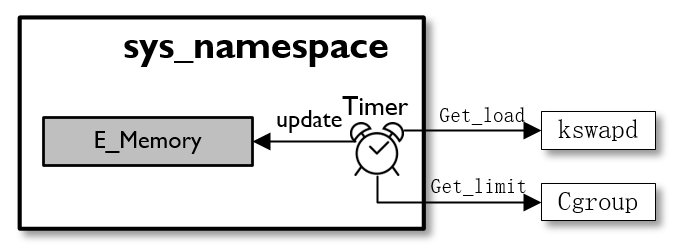 sys_namespace
Timer
update
E_Memory
Get_load
kswapd
Get_limit
Cgroup